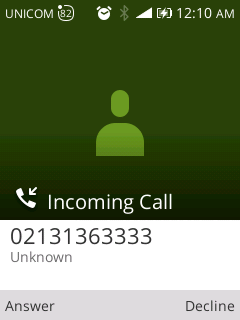 UNICOM 82 12:10 AM
Incoming Call
02131363333
Unknown
Answer Decline